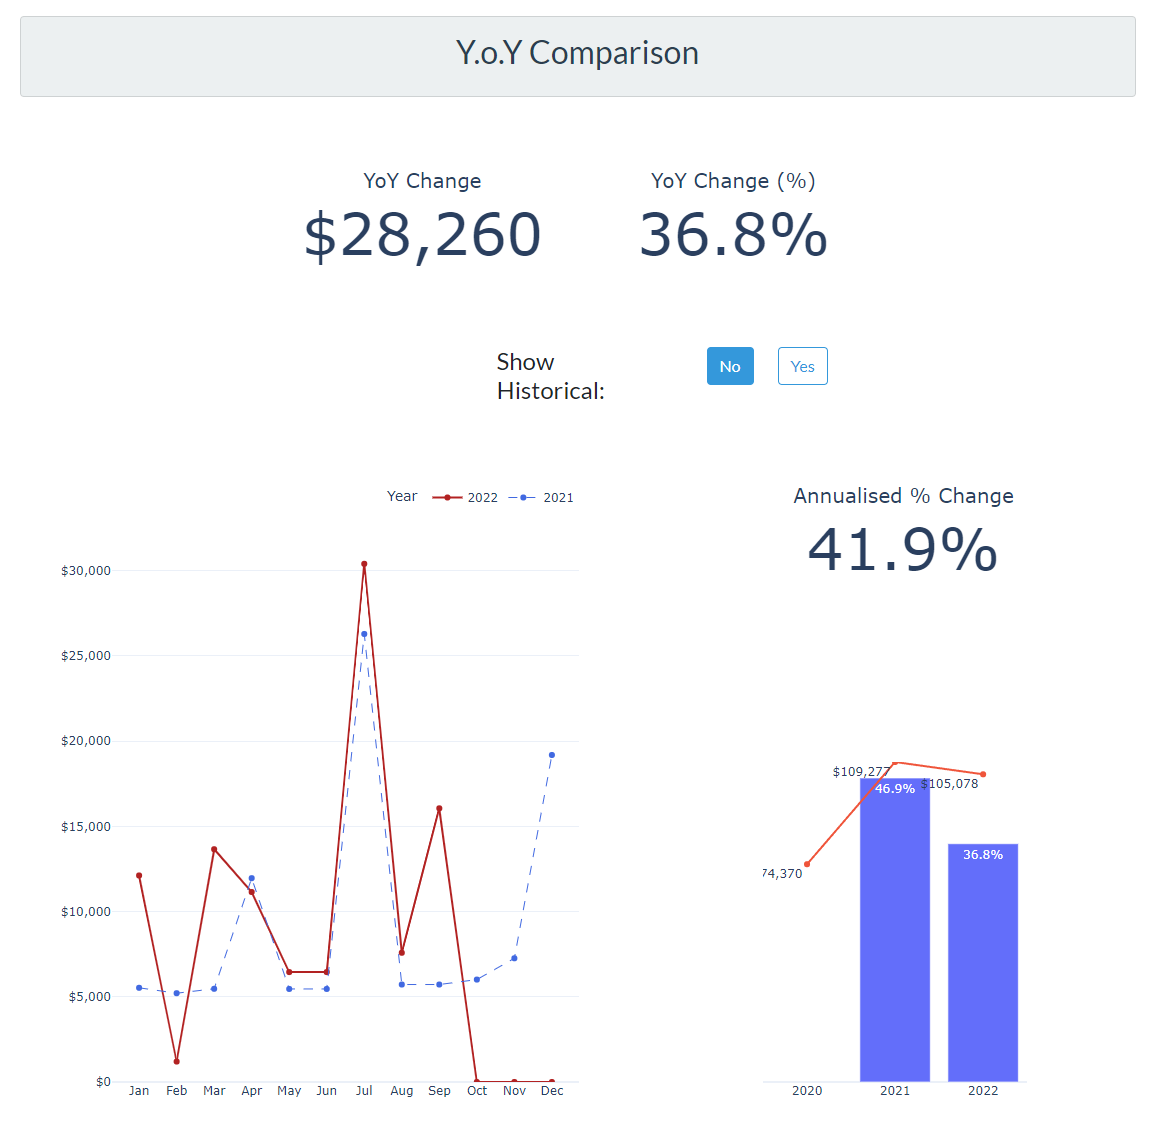 Y.o.Y Comparison
YoY Change
YoY Change (%)
$28,260
36.8%
Show
Historical:
No
Yes
Year
2022
2021
$30,000
$25,000
$20,000
$15,000
$10,000
$5,000
$0
Jan Feb Mar Apr May Jun Jul Aug Sep Oct Nov Dec
Annualised % Change
41.9%
$109,277
46.9%
$105,078
36.8%
74,370
2020 2021 2022